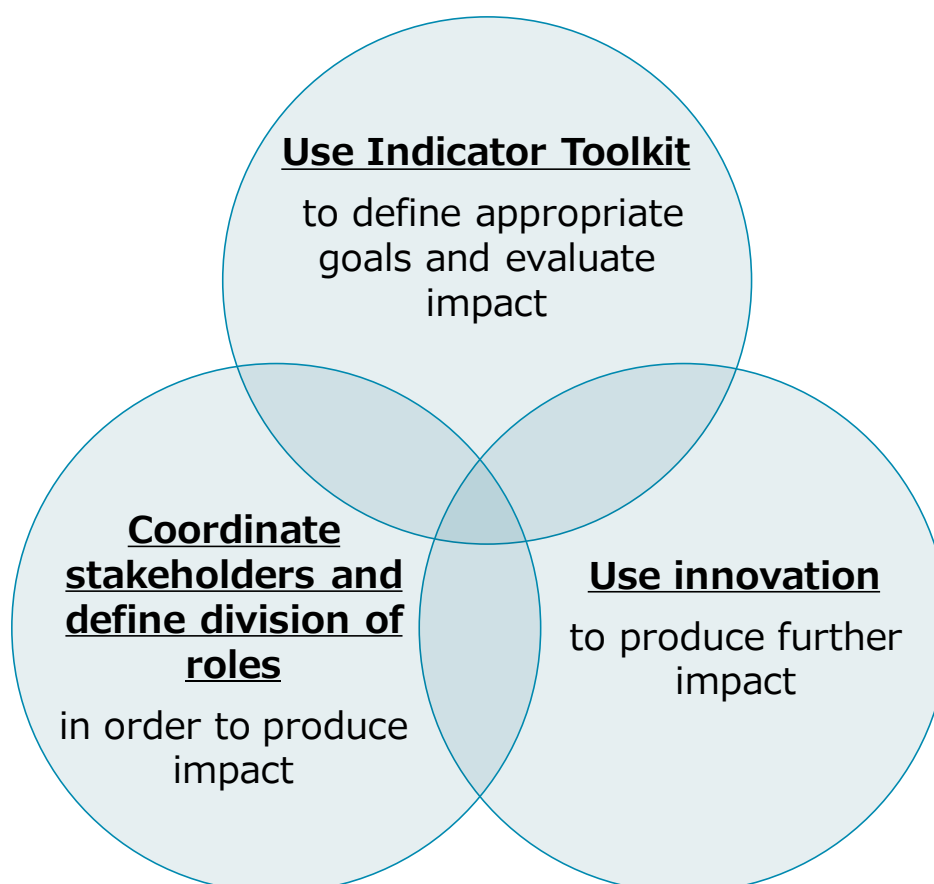 Use Indicator Toolkit
to define appropriate
goals and evaluate
impact
Coordinate
stakeholders and
define division of
roles
in order to produce
impact
Use innovation
to produce further
impact